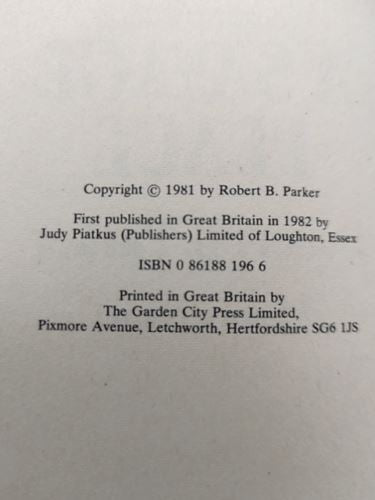 Copyright © 1981 by Robert B. Parker
First published in Great Britain in 1982 by
Judy Piatkus (Publishers) Limited of Loughton, Essex
ISBN 0 86188 196 6
Printed in Great Britain by
The Garden City Press Limited,
Pixmore Avenue, Letchworth, Hertfordshire SG6 1JS